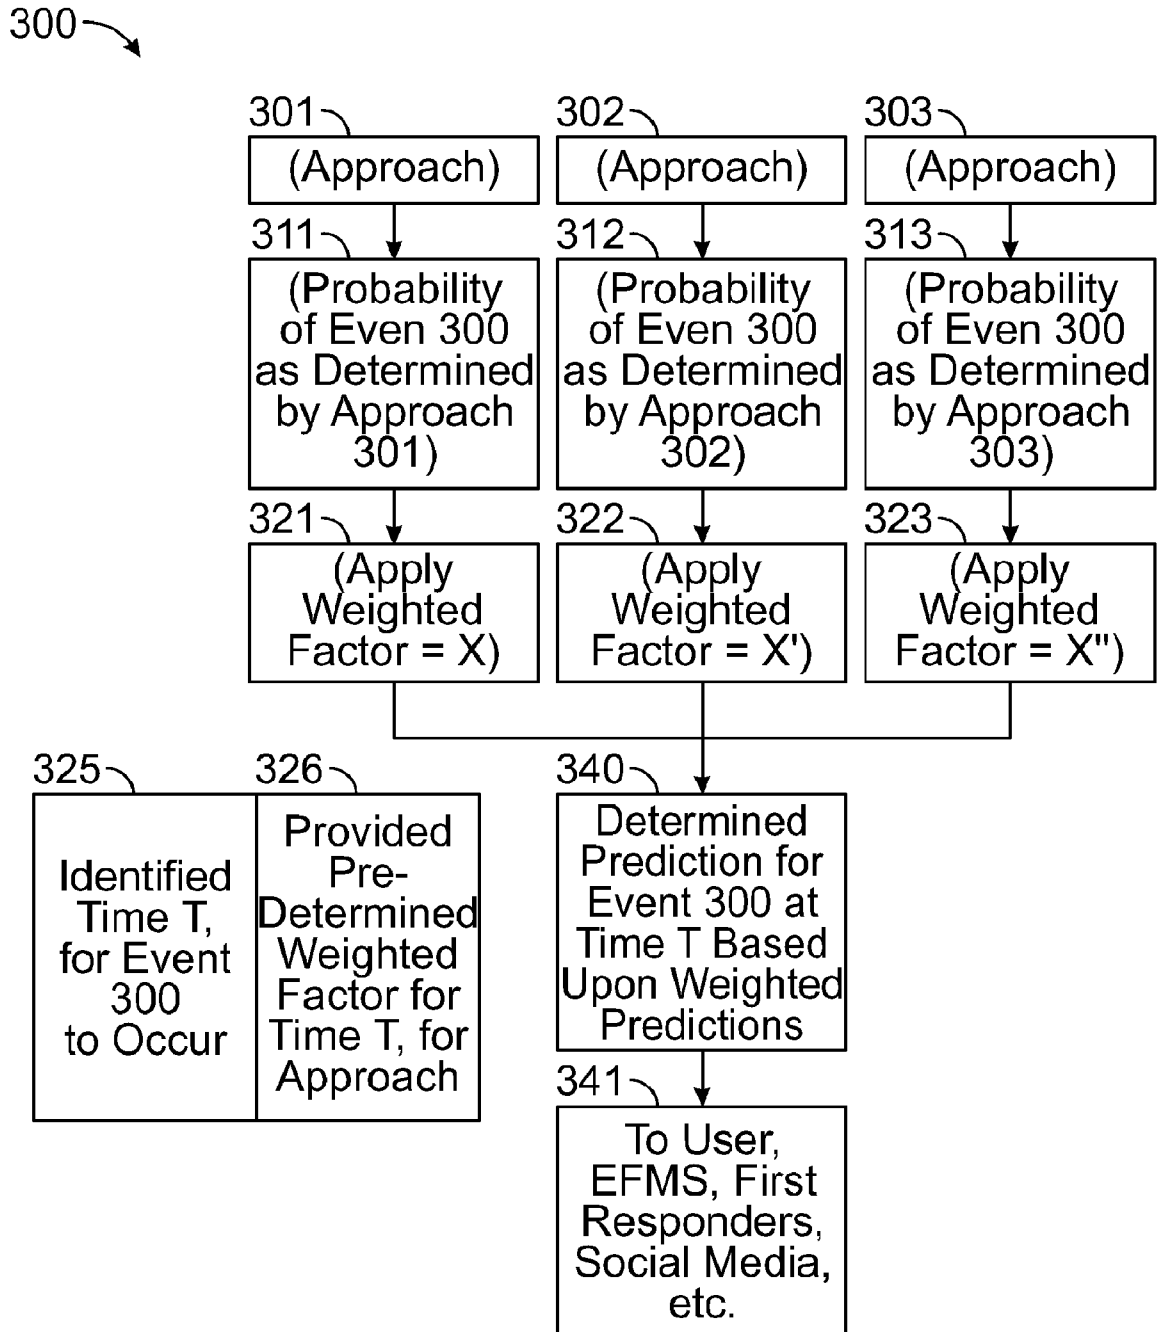 300
301
(Approach)
302
(Approach)
303
(Approach)
311
(Probability
of Even 300
as Determined
by Approach
301)
312
(Probability
of Even 300
as Determined
by Approach
302)
313
(Probability
of Even 300
as Determined
by Approach
303)
321
(Apply
Weighted
Factor = X)
322
(Apply
Weighted
Factor = X')
323
(Apply
Weighted
Factor = X")
325
Identified
Time T,
for Event
300
to Occur
326
Provided
Pre-
Determined
Weighted
Factor for
Time T, for
Approach
340
Determined
Prediction for
Event 300 at
Time T Based
Upon Weighted
Predictions
341
To User,
EFMS, First
Responders,
Social Media,
etc.